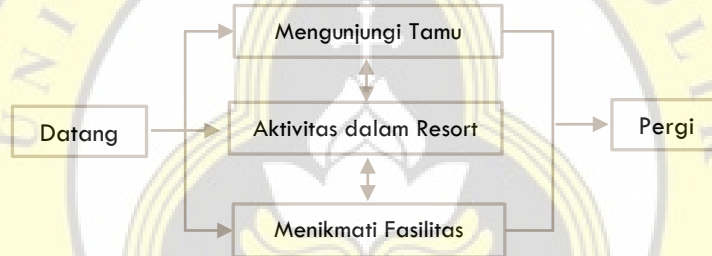 Mengunjungi Tamu
Datang
Aktivitas dalam Resort
Pergi
Menikmati Fasilitas